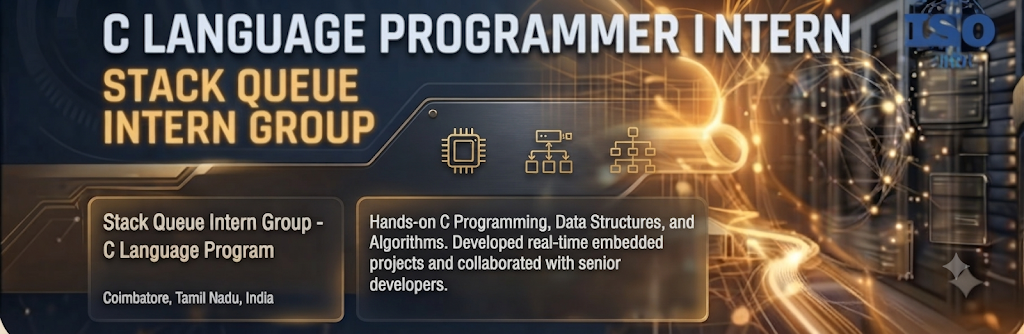 C LANGUAGE PROGRAMMER INTERN
ISO
STACK QUEUE
INTERN GROUP
Stack Queue Intern Group -
C Language Program
Coimbatore, Tamil Nadu, India
Hands-on C Programming, Data Structures, and
Algorithms. Developed real-time embedded
projects and collaborated with senior
developers.